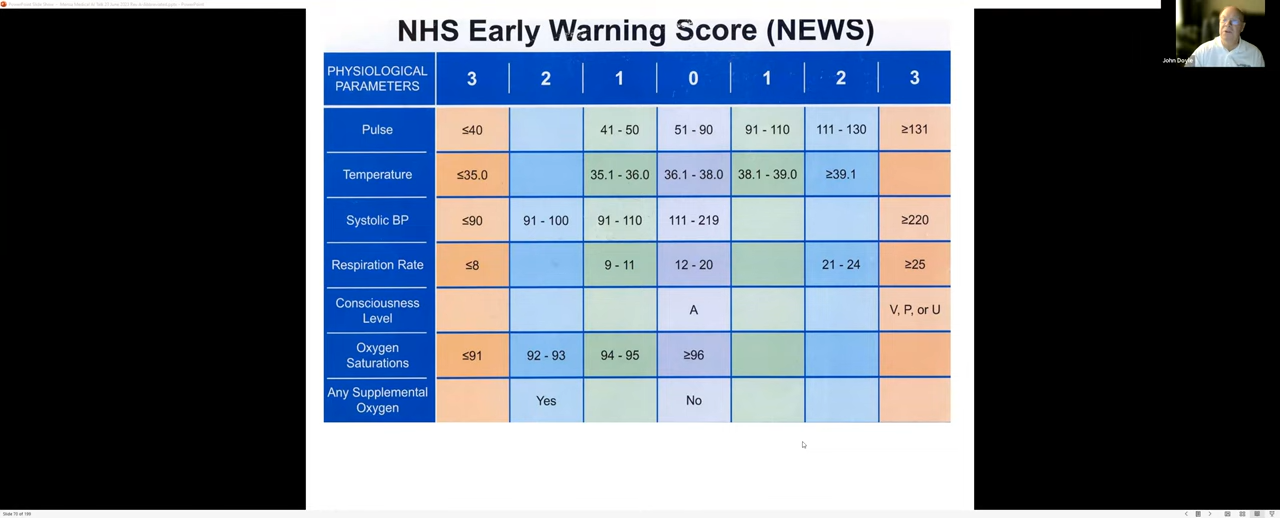 NHS Early Warning Score (NEWS)
PHYSIOLOGICAL PARAMETERS 3 2 1 0 1 2 3
Pulse ≤40 41 - 50 51 - 90 91 - 110 111 - 130 ≥131
Temperature ≤35.0 35.1 - 36.0 36.1 - 38.0 38.1 - 39.0 ≥39.1
Systolic BP ≤90 91 - 100 91 - 110 111 - 219 ≥220
Respiration Rate ≤8 9 - 11 12 - 20 21 - 24 ≥25
Consciousness Level A V, P, or U
Oxygen Saturations ≤91 92 - 93 94 - 95 ≥96
Any Supplemental Oxygen Yes No
John Doyle